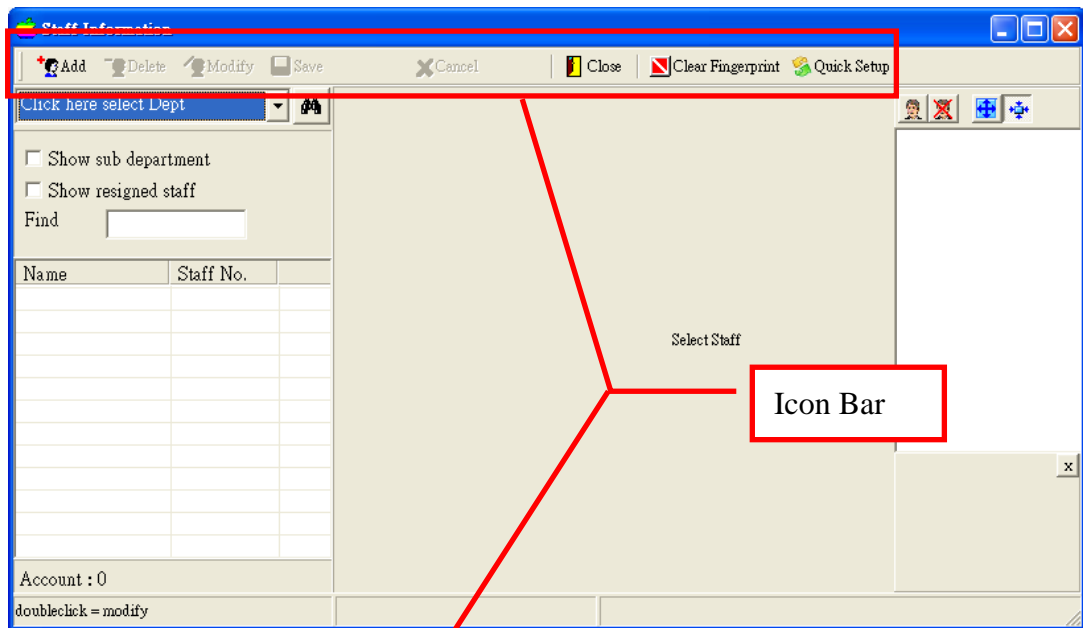 Staff Information
Add Delete Modify Save Cancel Close Clear Fingerprint Quick Setup
Click here select Dept
Show sub department
Show resigned staff
Find
Name Staff No.
Select Staff
Icon Bar
x
Account : 0
doubleclick = modify